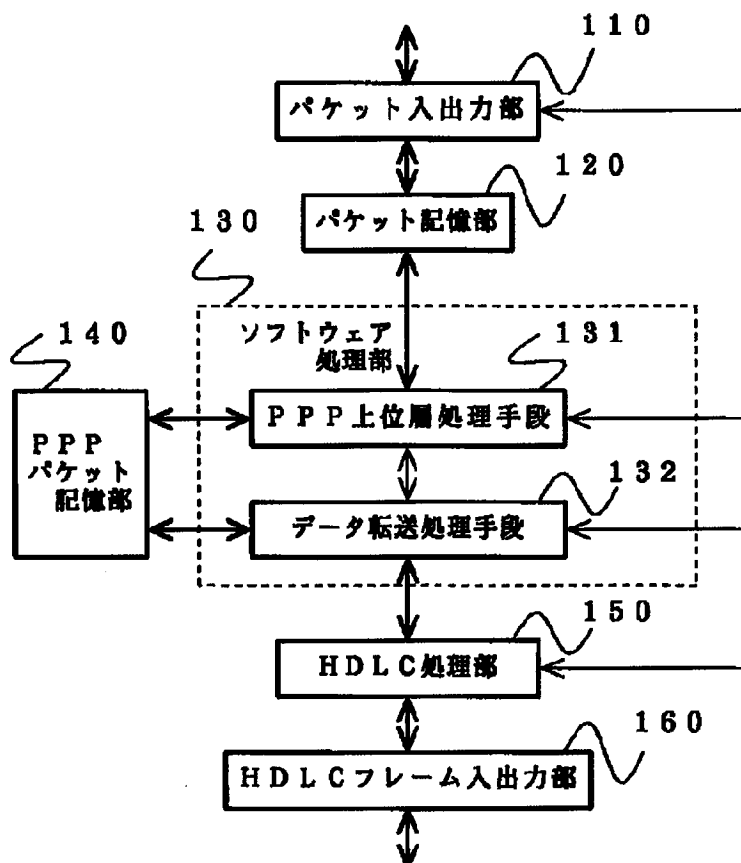 110
パケット入出力部
120
パケット記憶部
130
ソフトウェア
処理部
131
140
PPP上位層処理手段
PPP
パケット
記憶部
132
データ転送処理手段
150
HDLC処理部
160
HDLCフレーム入出力部